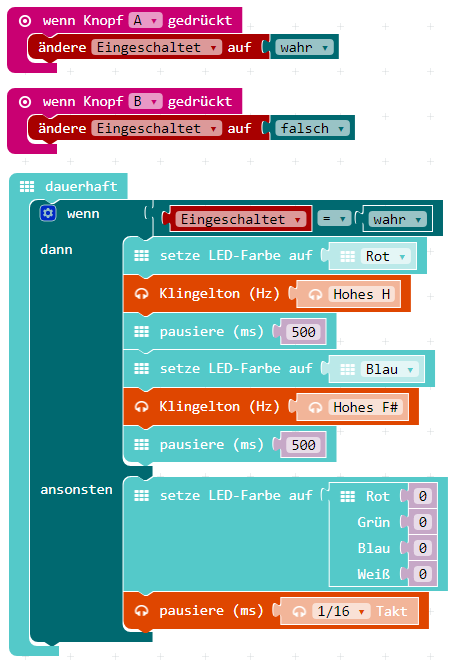 wenn Knopf A gedrückt
ändere Eingeschaltet auf wahr
wenn Knopf B gedrückt
ändere Eingeschaltet auf falsch
dauerhaft
wenn Eingeschaltet = wahr
dann
setze LED-Farbe auf Rot
Klingelton (Hz) Hohes H
pausiere (ms) 500
setze LED-Farbe auf Blau
Klingelton (Hz) Hohes F#
pausiere (ms) 500
ansonsten
setze LED-Farbe auf Rot 0
Grün 0
Blau 0
Weiß 0
pausiere (ms) 1/16 Takt